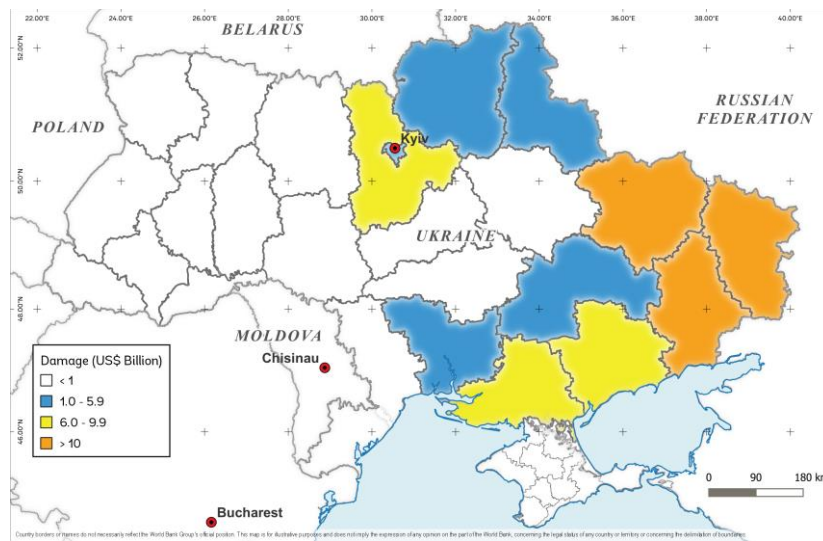 22.00°E 24.00°E 26.00°E 28.00°E 30.00°E 32.00°E 34.00°E 36.00°E 38.00°E 40.00°E
BELARUS
52.00°N
RUSSIAN
FEDERATION
POLAND
Kyiv
50.00°N
UKRAINE
48.00°N
MOLDOVA
Chisinau
Damage (US$ Billion)
< 1
1.0 - 5.9
6.0 - 9.9
> 10
46.00°N
0 90 180 km
Bucharest
Country borders or names do not necessarily reflect the World Bank Group's official position. This map is for illustrative purposes and does not imply the expression of any opinion on the part of the World Bank, concerning the legal status of any country or territory or concerning the delimitation of boundaries.